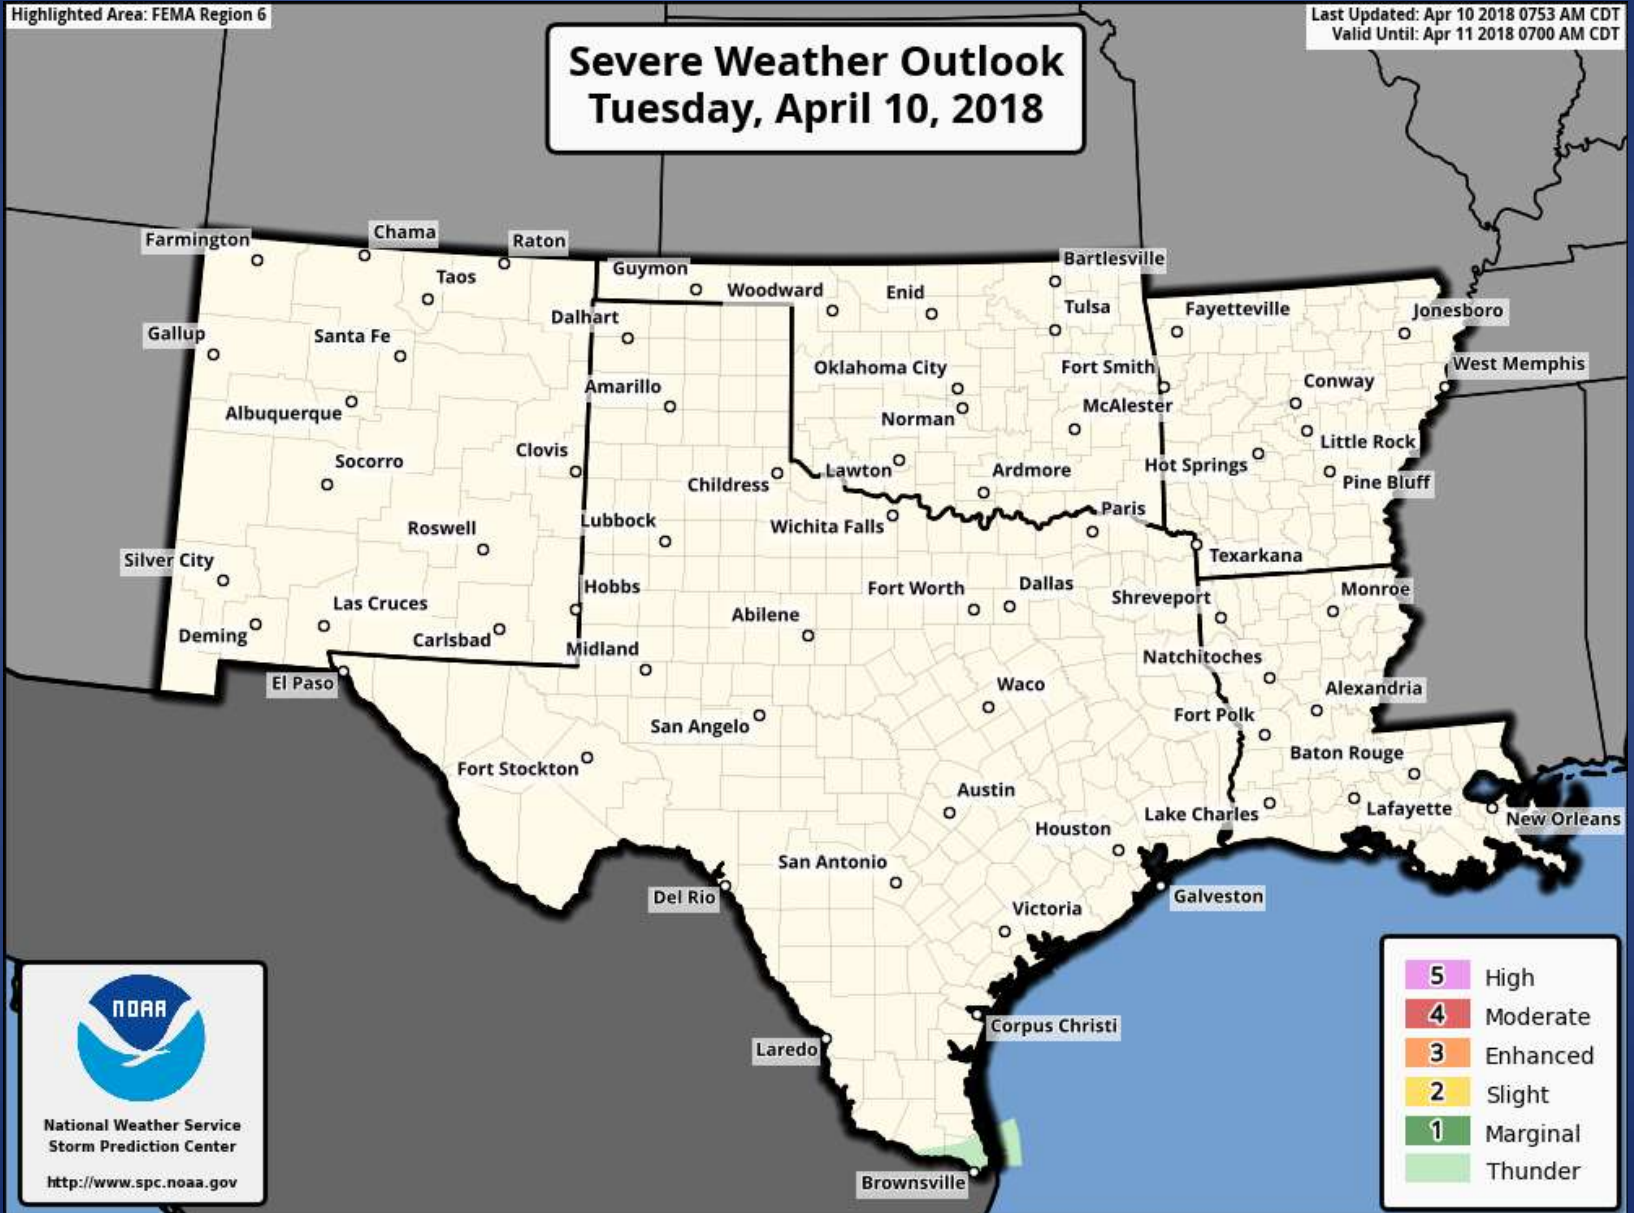 Highlighted Area: FEMA Region 6
Last Updated: Apr 10 2018 0753 AM CDT
Valid Until: Apr 11 2018 0700 AM CDT
Severe Weather Outlook
Tuesday, April 10, 2018
Farmington
Chama
Raton
Taos
Guymon
Woodward
Enid
Bartlesville
Tulsa
Fayetteville
Jonesboro
Gallup
Santa Fe
Dalhart
Oklahoma City
Fort Smith
West Memphis
Conway
Albuquerque
Amarillo
Norman
McAlester
Little Rock
Socorro
Clovis
Childress
Lawton
Ardmore
Hot Springs
Pine Bluff
Roswell
Lubbock
Wichita Falls
Paris
Texarkana
Silver City
Las Cruces
Hobbs
Abilene
Fort Worth
Dallas
Shreveport
Monroe
Deming
Carlsbad
Midland
Natchitoches
El Paso
San Angelo
Waco
Alexandria
Fort Polk
Fort Stockton
Baton Rouge
Austin
Lake Charles
Lafayette
New Orleans
Houston
San Antonio
Del Rio
Galveston
Victoria
Corpus Christi
Laredo
Brownsville
NOAA
National Weather Service
Storm Prediction Center
http://www.spc.noaa.gov
5 High
4 Moderate
3 Enhanced
2 Slight
1 Marginal
Thunder